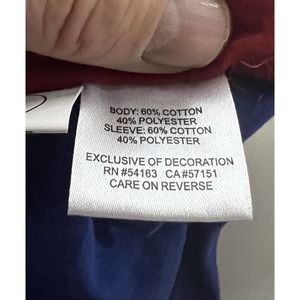 BODY: 60% COTTON
40% POLYESTER
SLEEVE: 60% COTTON
40% POLYESTER
EXCLUSIVE OF DECORATION
RN #54163 CA #57151
CARE ON REVERSE